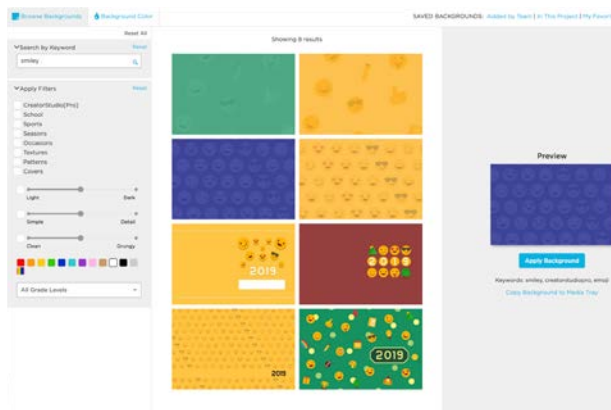 Browse Backgrounds
Background Color
SAVED BACKGROUNDS: Added by Team | In This Project | My Favori
Reset All
Search by Keyword
Reset
smiley
Apply Filters
Reset
CreatorStudio(Pro)
School
Sports
Seasons
Occasions
Textures
Patterns
Covers
Light
Dark
Simple
Detail
Clean
Grungy
All Grade Levels
Showing 9 results
2019
2019
2019
Preview
Apply Background
Keywords: smiley, creatorstudiopro, emoji
Copy Background to Media Tray